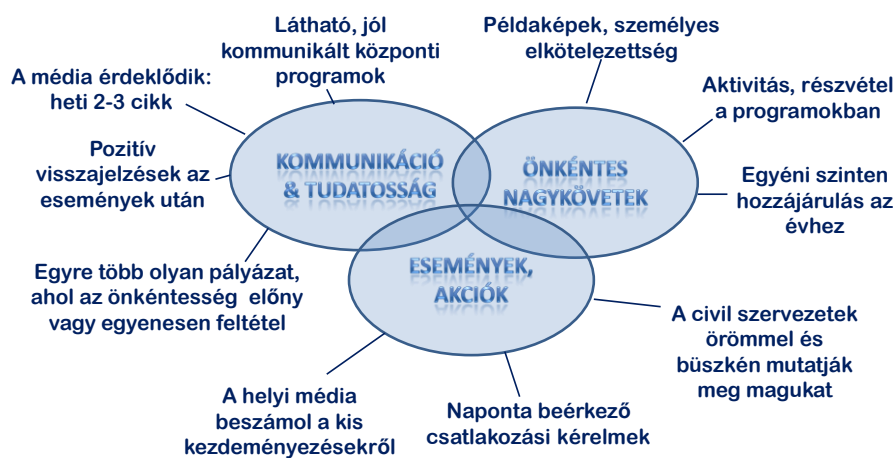 Látható, jól
kommunikált központi
programok
Példaképek, személyes
elkötelezettség
A média érdeklődik:
heti 2-3 cikk
Aktivitás, részvétel
a programokban
Pozitív
visszajelzések az
események után
KOMMUNIKÁCIÓ
& TUDATOSSÁG
ÖNKÉNTES
NAGYKÖVETEK
Egyéni szinten
hozzájárulás az
évhez
Egyre több olyan pályázat,
ahol az önkéntesség előny
vagy egyenesen feltétel
ESEMÉNYEK,
AKCIÓK
A civil szervezetek
örömmel és
büszkén mutatják
meg magukat
A helyi média
beszámol a kis
kezdeményezésekről
Naponta beérkező
csatlakozási kérelmek